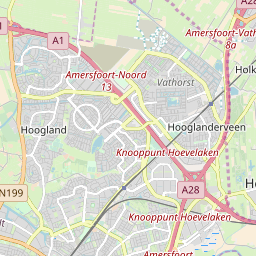 A28
A1
Amersfoort-Vath
8a
Amersfoort-Noord
13
Vathorst
Holk
Hoogland
Hooglanderveen
Knooppunt Hoevelaken
N199
A28
Ho
Knooppunt Hoevelaken
Amersfoort